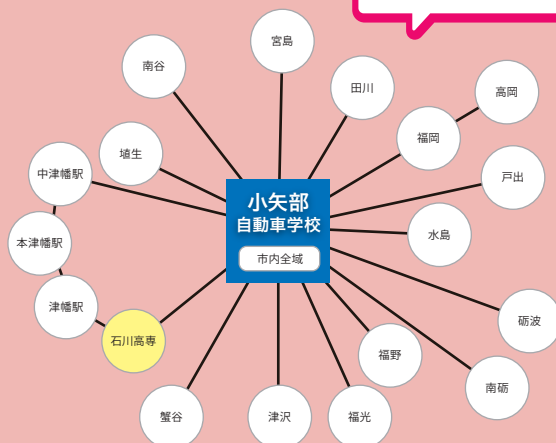 宮島
南谷
田川
高岡
福岡
埴生
中津幡駅
戸出
小矢部
自動車学校
水島
本津幡駅
市内全域
津幡駅
砺波
石川高専
福野
南砺
蟹谷
津沢
福光